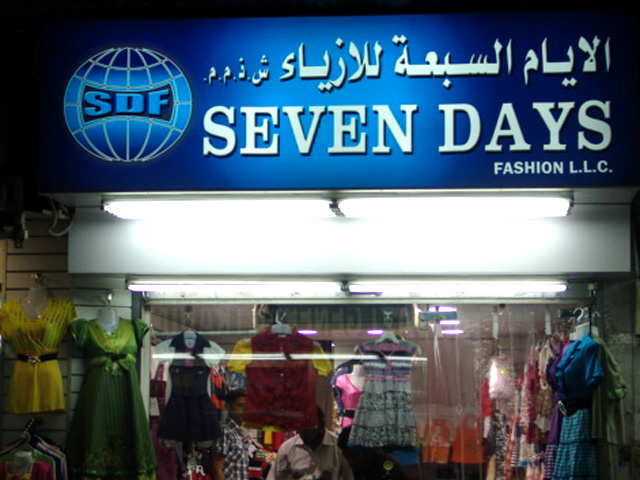 الايام السبعة للازياء ش.ذ.م.م.
SDF
SEVEN DAYS
FASHION L.L.C.